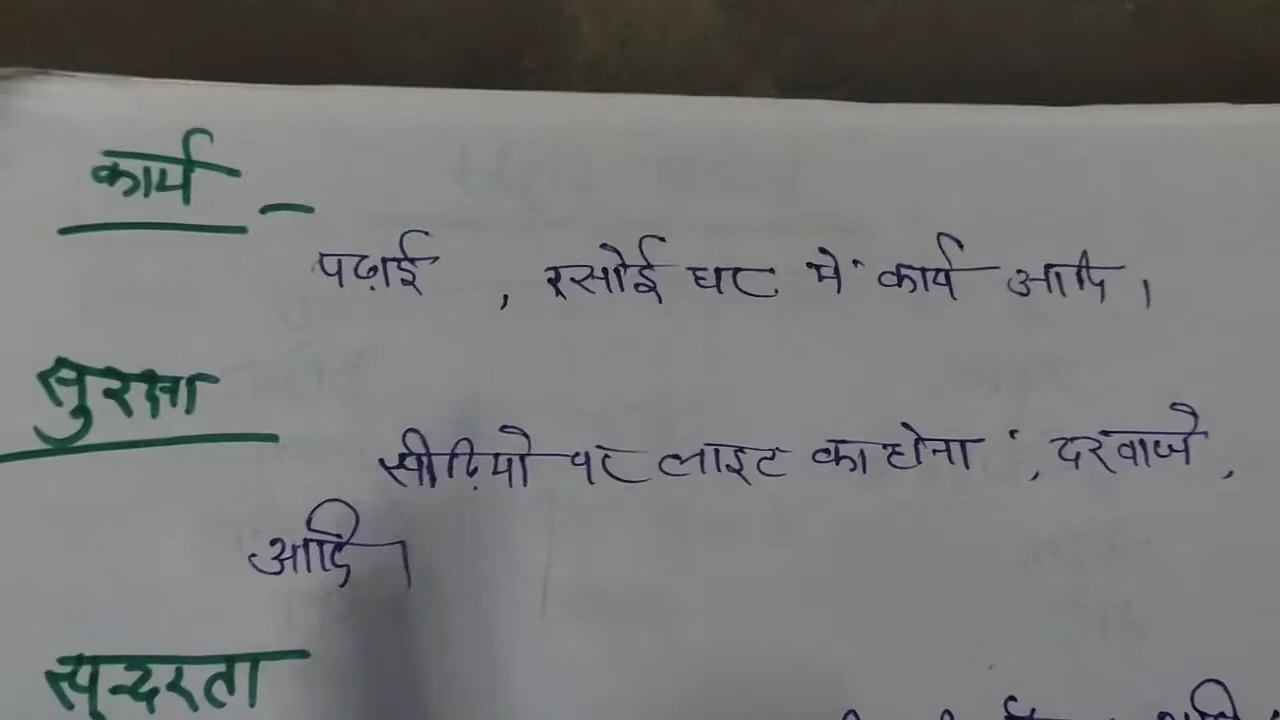 कार्य –
पढ़ाई , रसोई घर में कार्य आदि ।
सुरक्षा
सीढ़ियो पर लाइट का होना , दरवाजे ,
आदि ।
सुन्दरता